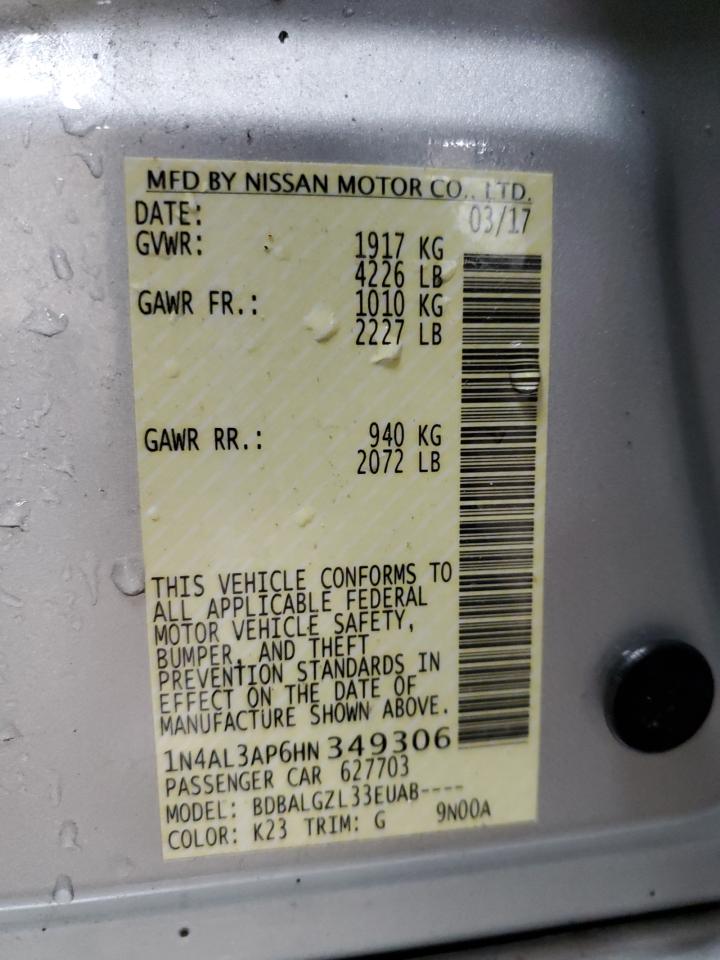 MFD BY NISSAN MOTOR CO., LTD.
DATE: 03/17
GVWR: 1917 KG
4226 LB
GAWR FR.: 1010 KG
2227 LB
GAWR RR.: 940 KG
2072 LB
THIS VEHICLE CONFORMS TO
ALL APPLICABLE FEDERAL
MOTOR VEHICLE SAFETY,
BUMPER, AND THEFT
PREVENTION STANDARDS IN
EFFECT ON THE DATE OF
MANUFACTURE SHOWN ABOVE.
1N4AL3AP6HN 349306
PASSENGER CAR 627703
MODEL: BDBALGZL33EUAB----
COLOR: K23 TRIM: G 9N00A